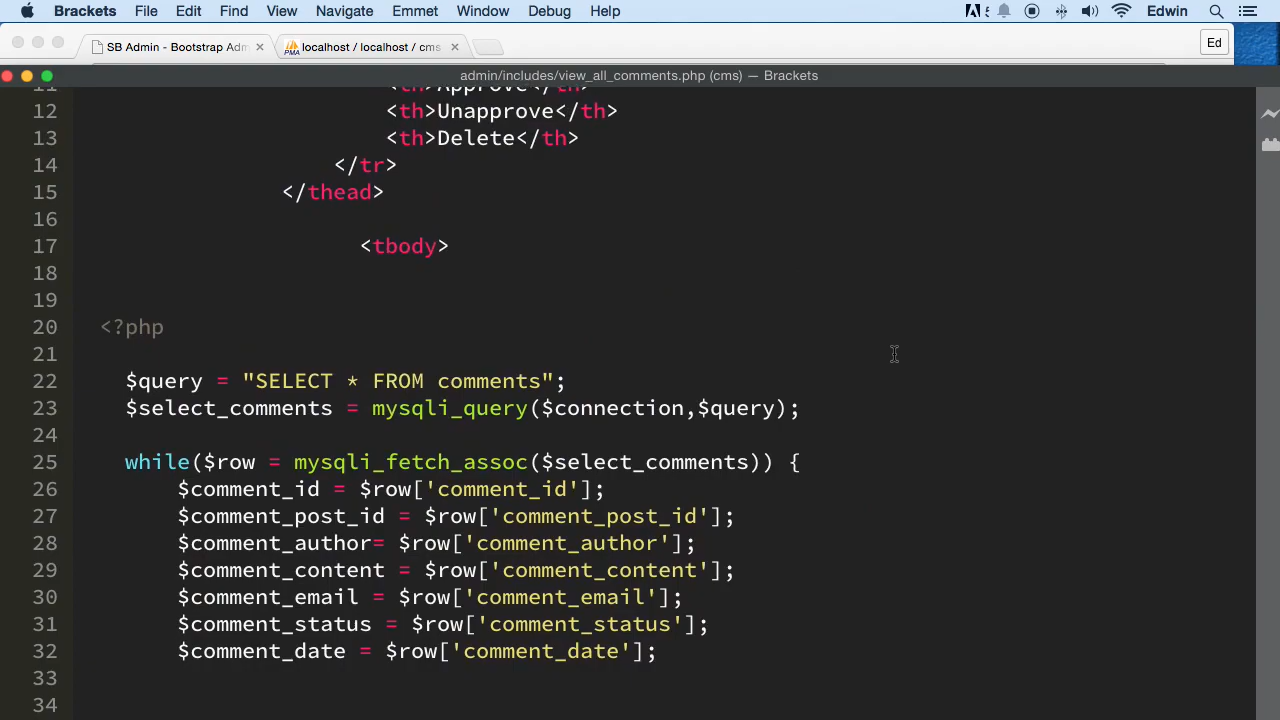 Brackets File Edit Find View Navigate Emmet Window Debug Help Edwin
SB Admin - Bootstrap Adm localhost / localhost / cms Ed
admin/includes/view_all_comments.php (cms) — Brackets
11 <th>Approve</th>
12 <th>Unapprove</th>
13 <th>Delete</th>
14 </tr>
15 </thead>
16
17 <tbody>
18
19
20 <?php
21
22 $query = "SELECT * FROM comments";
23 $select_comments = mysqli_query($connection,$query);
24
25 while($row = mysqli_fetch_assoc($select_comments)) {
26 $comment_id = $row['comment_id'];
27 $comment_post_id = $row['comment_post_id'];
28 $comment_author= $row['comment_author'];
29 $comment_content = $row['comment_content'];
30 $comment_email = $row['comment_email'];
31 $comment_status = $row['comment_status'];
32 $comment_date = $row['comment_date'];
33
34